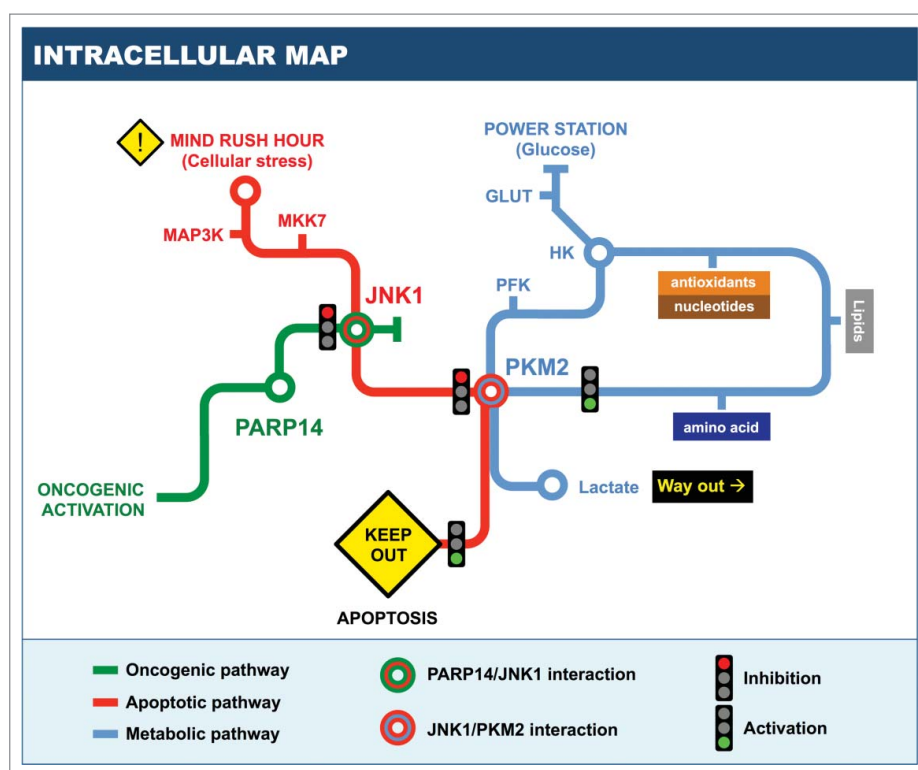 INTRACELLULAR MAP
!
MIND RUSH HOUR
(Cellular stress)
MAP3K
MKK7
JNK1
POWER STATION
(Glucose)
GLUT
HK
PFK
antioxidants
nucleotides
Lipids
PKM2
amino acid
PARP14
ONCOGENIC
ACTIVATION
Lactate
Way out →
KEEP
OUT
APOPTOSIS
Oncogenic pathway
Apoptotic pathway
Metabolic pathway
PARP14/JNK1 interaction
JNK1/PKM2 interaction
Inhibition
Activation